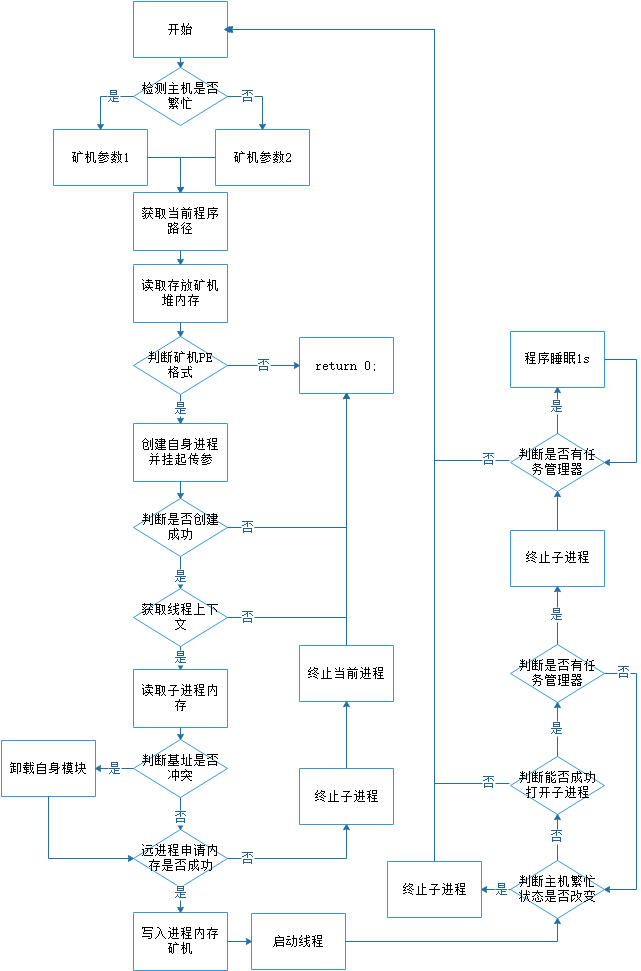 开始
检测主机是否
繁忙
是
否
矿机参数1
矿机参数2
获取当前程序
路径
读取存放矿机
堆内存
判断矿机PE
格式
否
return 0;
是
创建自身进程
并挂起传参
判断是否创建
成功
否
是
获取线程上下
文
否
是
读取子进程内
存
判断基址是否
冲突
是
卸载自身模块
否
远进程申请内
存是否成功
否
终止子进程
终止当前进程
是
写入进程内存
矿机
启动线程
判断主机繁忙
状态是否改变
是
终止子进程
否
判断能否成功
打开子进程
否
是
判断是否有任
务管理器
否
是
终止子进程
判断是否有任
务管理器
否
是
程序睡眠1s